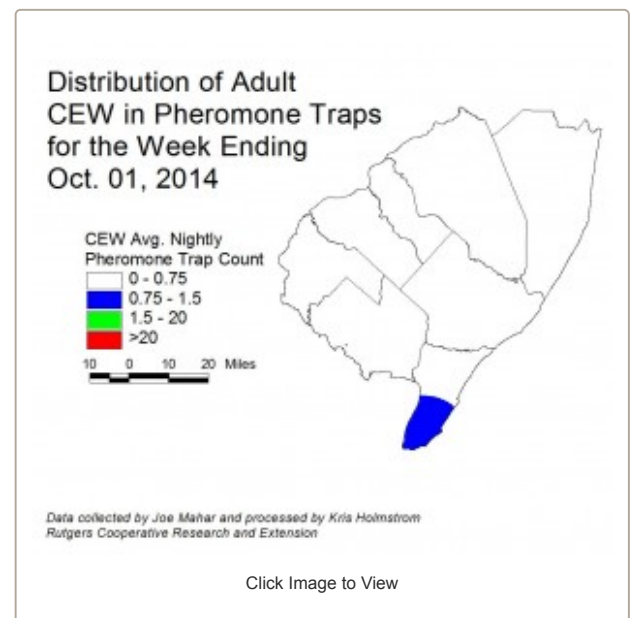 Distribution of Adult
CEW in Pheromone Traps
for the Week Ending
Oct. 01, 2014
CEW Avg. Nightly
Pheromone Trap Count
0 - 0.75
0.75 - 1.5
1.5 - 20
>20
10 0 10 20 Miles
Data collected by Joe Mahar and processed by Kris Holmstrom
Rutgers Cooperative Research and Extension
Click Image to View